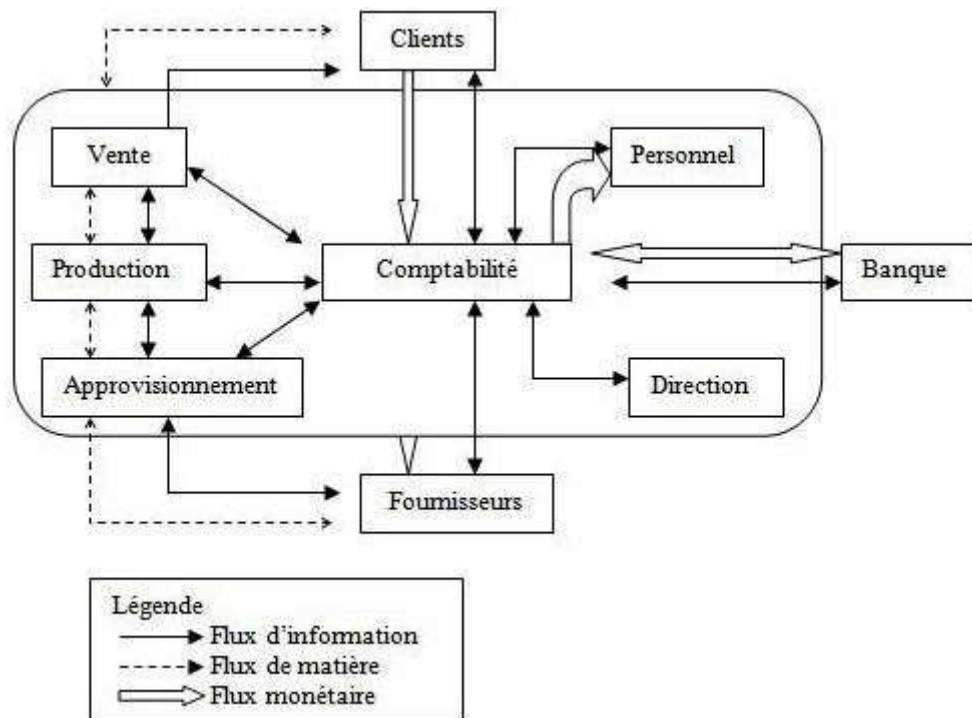 Clients
Vente
Personnel
Production
Comptabilité
Banque
Approvisionnement
Direction
Fournisseurs
Légende
Flux d'information
Flux de matière
Flux monétaire